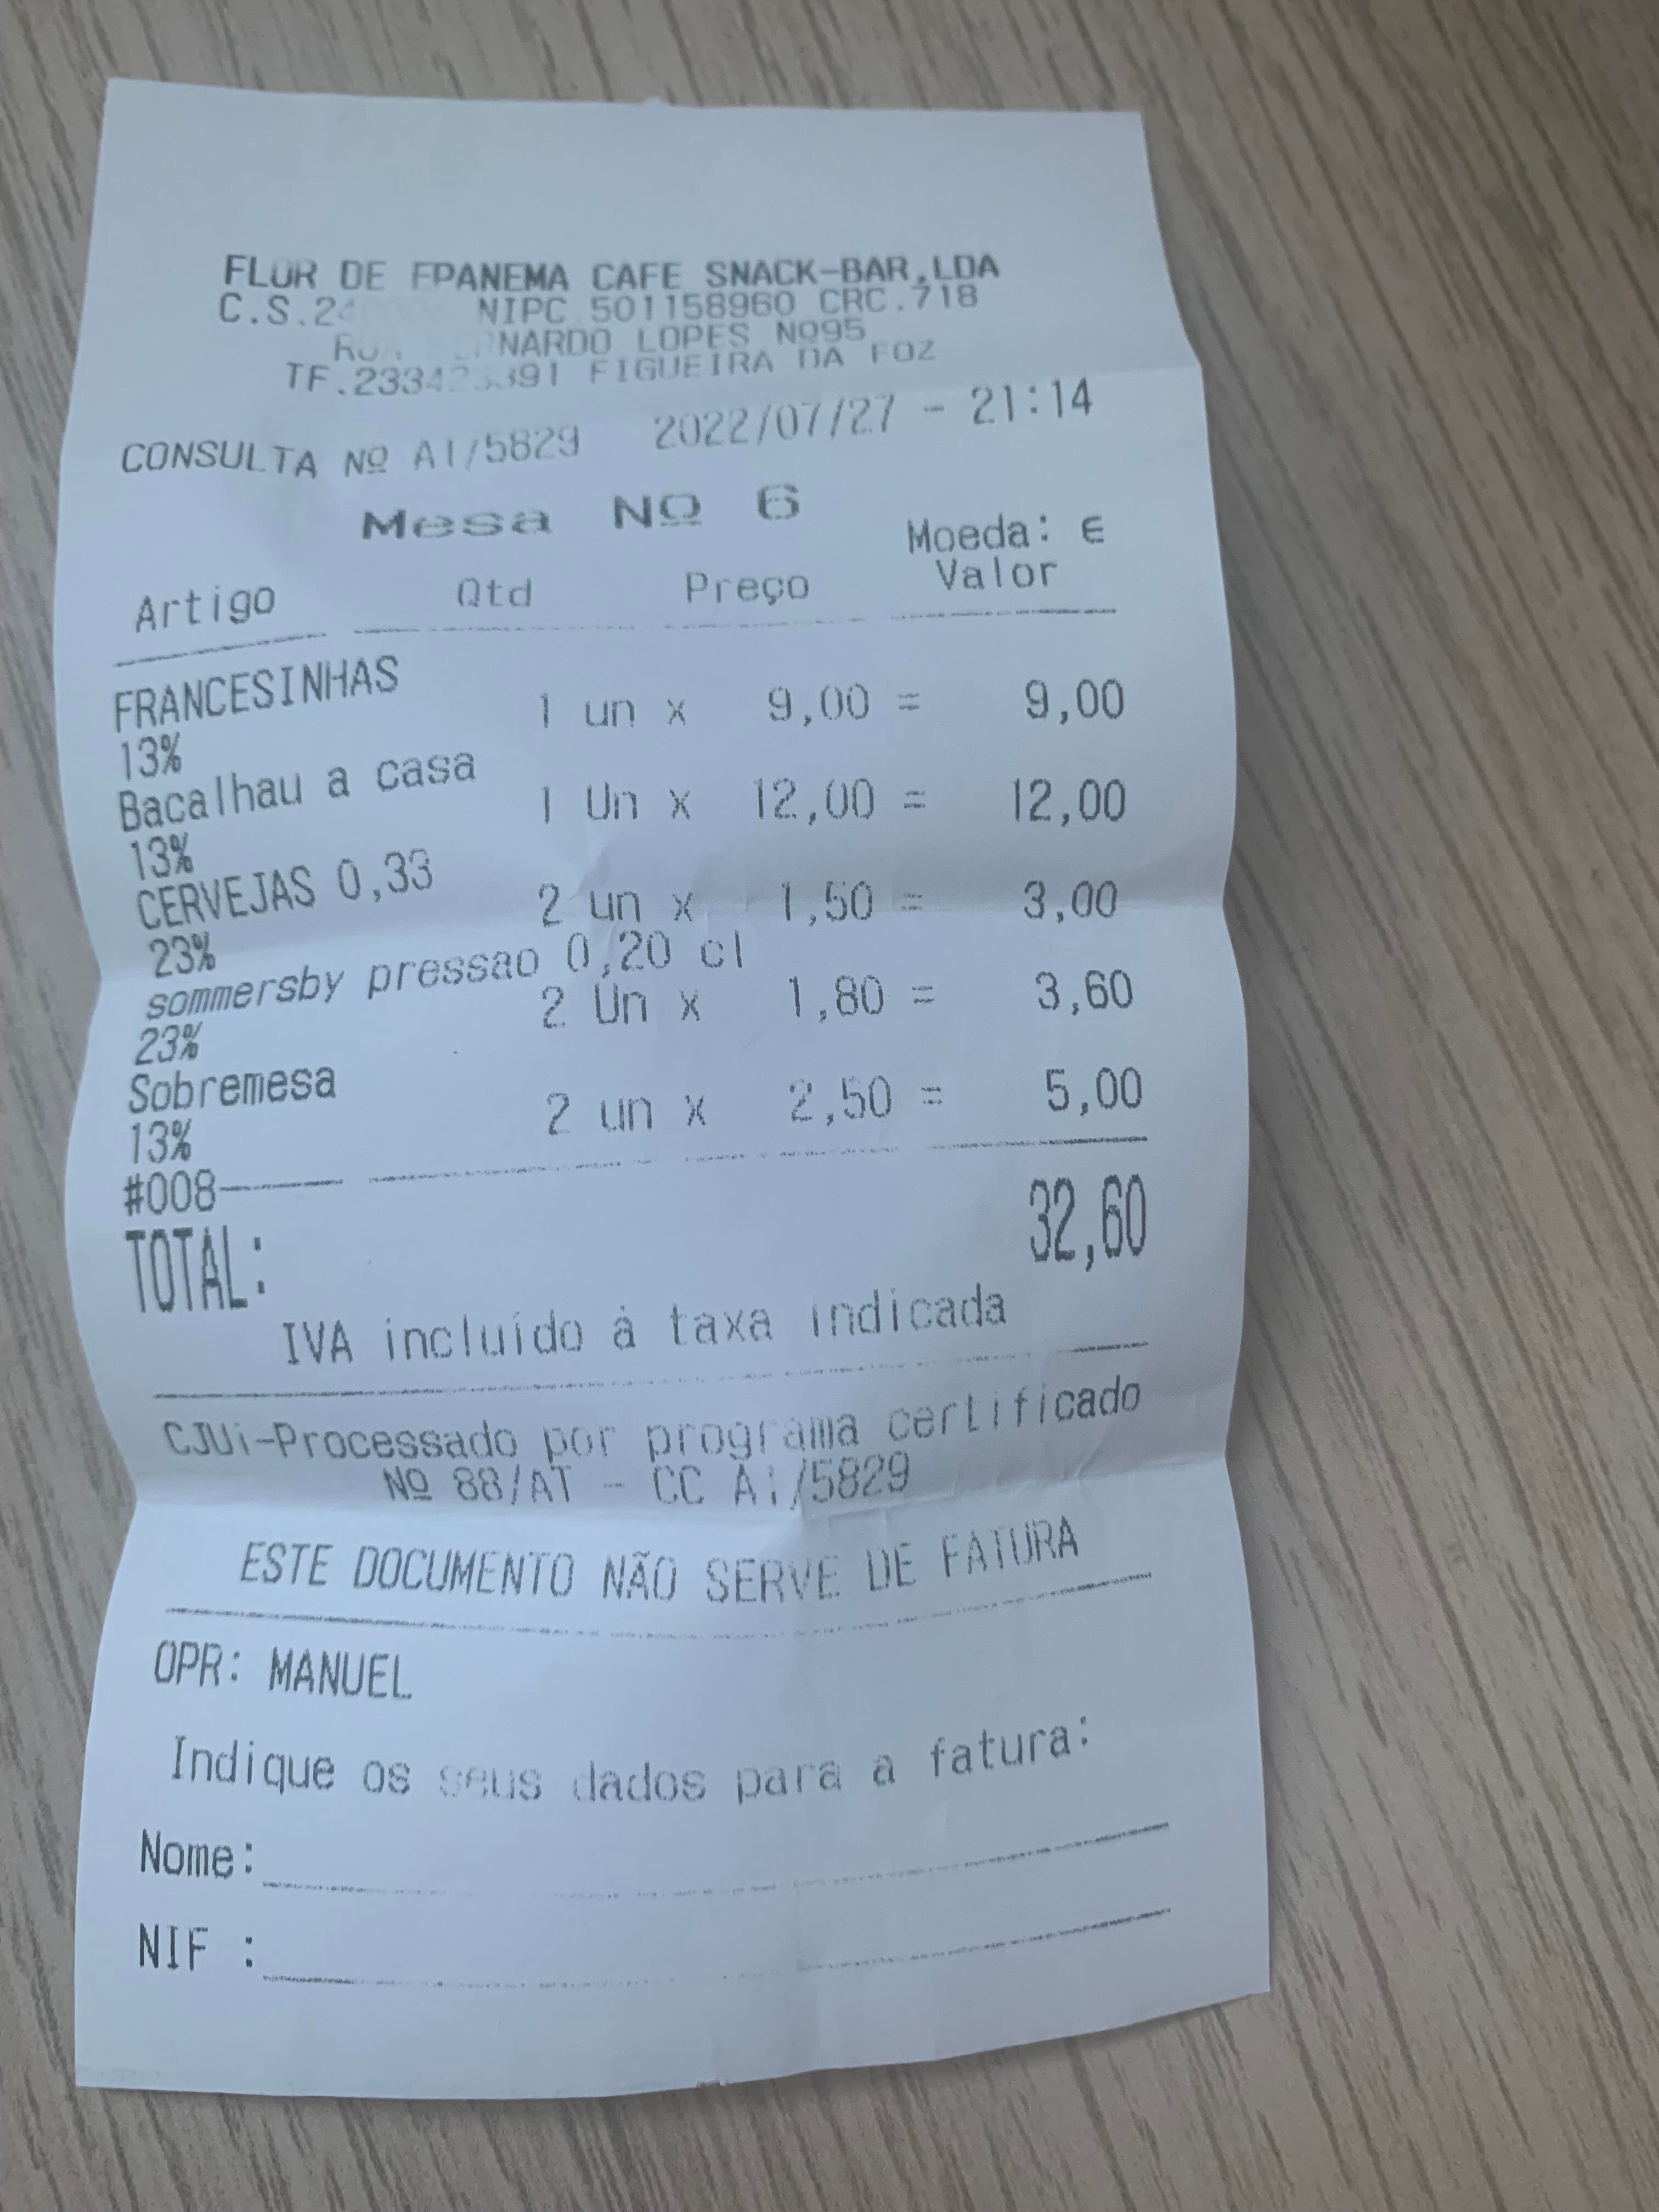 FLOR DE EPANEMA CAFE SNACK-BAR,LDA
C.S. NIPC 501158960 CRC.718
LOPES Nº95
FIGUEIRA DA FOZ
CONSULTA Nº A1/5829 2022/07/27 - 21:14
Mesa Nº 6
Moeda: €
Artigo Qtd Preço Valor
FRANCESINHAS
13% 1 un x 9,00 = 9,00
Bacalhau a casa
13% 1 Un x 12,00 = 12,00
CERVEJAS 0,33
23% 2 un x 1,50 = 3,00
sommersby pressao 0,20 cl
23% 2 Un x 1,80 = 3,60
Sobremesa
13% 2 un x 2,50 = 5,00
#008
TOTAL: 32,60
IVA incluído à taxa indicada
CJUi-Processado por programa certificado
Nº 88/AT - CC A1/5829
ESTE DOCUMENTO NÃO SERVE DE FATURA
OPR: MANUEL
Indique os seus dados para a fatura:
Nome:
NIF :